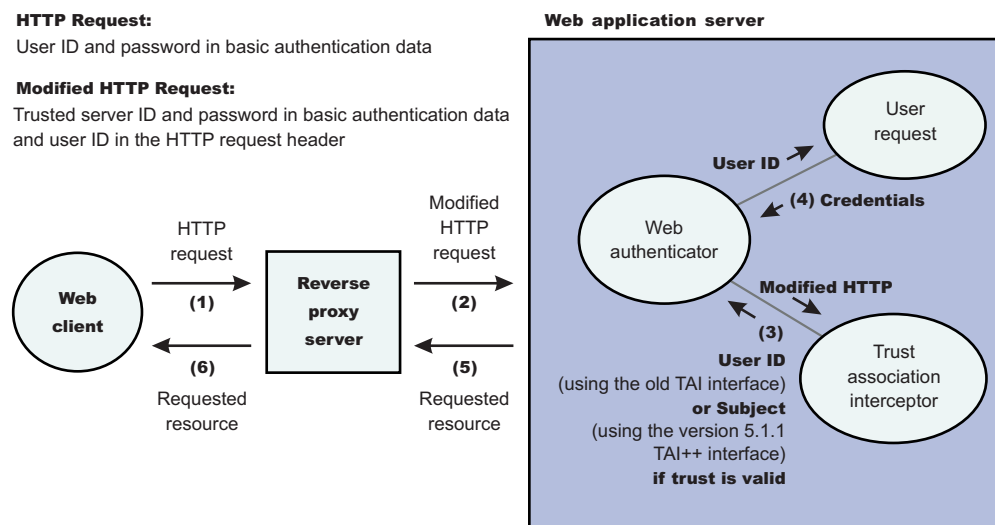 HTTP Request:
User ID and password in basic authentication data
Modified HTTP Request:
Trusted server ID and password in basic authentication data
and user ID in the HTTP request header
Web application server
User
request
User ID
(4) Credentials
Web
authenticator
Modified HTTP
(3)
User ID
(using the old TAI interface)
or Subject
(using the version 5.1.1
TAI++ interface)
if trust is valid
Trust
association
interceptor
HTTP
request
(1)
Modified
HTTP
request
(2)
Web
client
Reverse
proxy
server
(6)
Requested
resource
(5)
Requested
resource